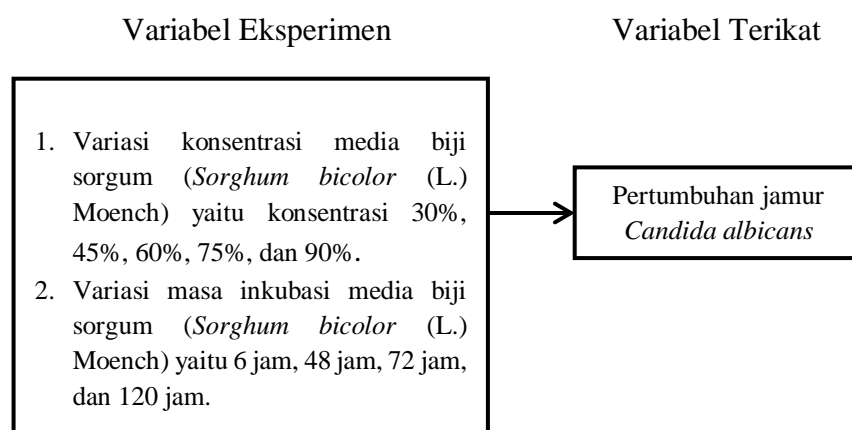 Variabel Eksperimen
Variabel Terikat
1. Variasi konsentrasi media biji
sorgum (Sorghum bicolor (L.)
Moench) yaitu konsentrasi 30%,
45%, 60%, 75%, dan 90%.
2. Variasi masa inkubasi media biji
sorgum (Sorghum bicolor (L.)
Moench) yaitu 6 jam, 48 jam, 72 jam,
dan 120 jam.
Pertumbuhan jamur
Candida albicans